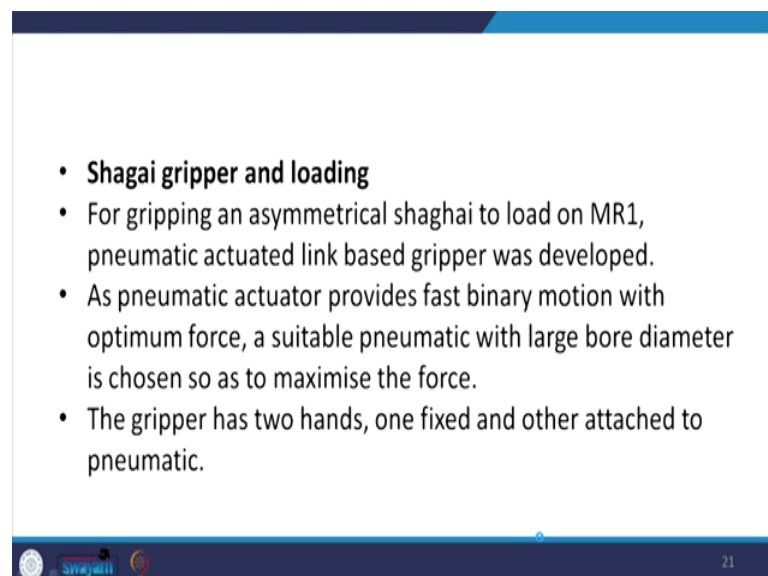 • Shagai gripper and loading
• For gripping an asymmetrical shaghai to load on MR1,
pneumatic actuated link based gripper was developed.
• As pneumatic actuator provides fast binary motion with
optimum force, a suitable pneumatic with large bore diameter
is chosen so as to maximise the force.
• The gripper has two hands, one fixed and other attached to
pneumatic.
swayam
21